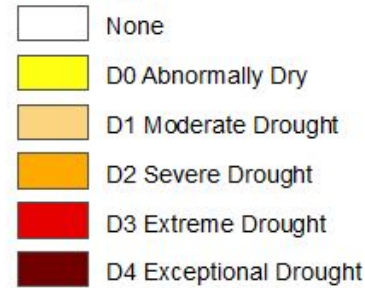 None
D0 Abnormally Dry
D1 Moderate Drought
D2 Severe Drought
D3 Extreme Drought
D4 Exceptional Drought